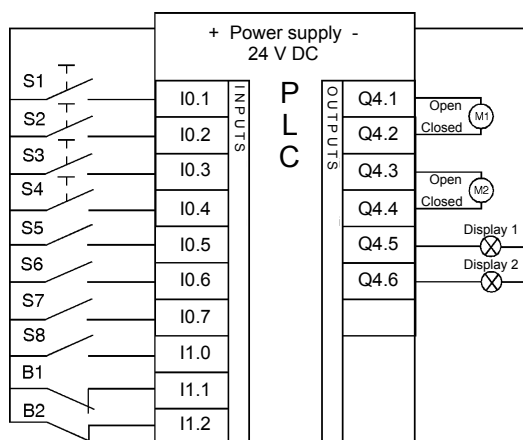 + Power supply -
24 V DC
S1
S2
S3
S4
S5
S6
S7
S8
B1
B2
I0.1
I0.2
I0.3
I0.4
I0.5
I0.6
I0.7
I1.0
I1.1
I1.2
INPUTS
PLC
OUTPUTS
Q4.1
Q4.2
Q4.3
Q4.4
Q4.5
Q4.6
Open
M1
Closed
Open
M2
Closed
Display 1
Display 2